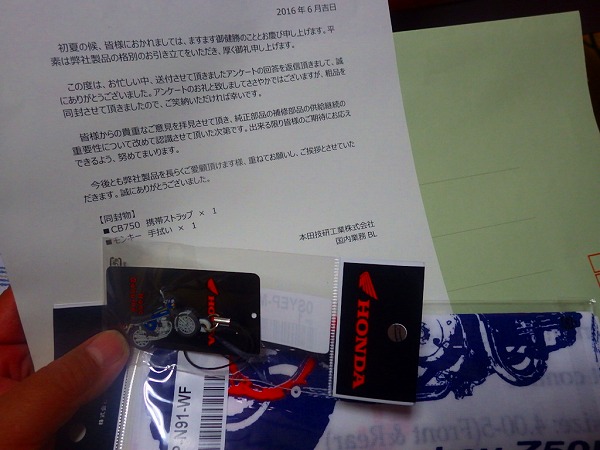 2016 年 6 月吉日
初夏の候、皆様におかれましては、ますます御健勝のこととお慶び申し上げます。平
素は弊社製品の格別のお引き立てをいただき、厚く御礼申し上げます。
この度は、お忙しい中、送付させて頂きましたアンケートの回答を返信頂きまして、誠
にありがとうございました。アンケートのお礼と致しましてささやかではございますが、粗品を
同封させて頂きましたので、ご笑納いただければ幸いです。
皆様からの貴重なご意見を拝見させて頂き、純正部品の補修部品の供給継続の
重要性について改めて認識させて頂いた次第です。出来る限り皆様のご期待にお応え
できるよう、努めてまいります。
今後とも弊社製品を長らくご愛顧頂けます様、重ねてお願いし、ご挨拶とさせていた
だきます。誠にありがとうございました。
【同封物】
■CB750 携帯ストラップ × 1
■モンキー 手拭い × 1
本田技研工業株式会社
国内業務 BL
HONDA
HONDA
-N91-WF
size: 4.00-5(Front & Rear)